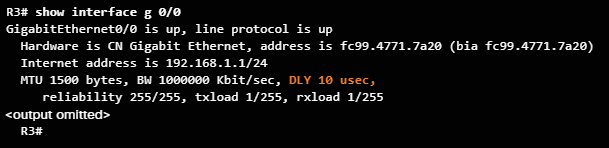 R3# show interface g 0/0
GigabitEthernet0/0 is up, line protocol is up
Hardware is CN Gigabit Ethernet, address is fc99.4771.7a20 (bia fc99.4771.7a20)
Internet address is 192.168.1.1/24
MTU 1500 bytes, BW 1000000 Kbit/sec, DLY 10 usec,
reliability 255/255, txload 1/255, rxload 1/255
<output omitted>
R3#